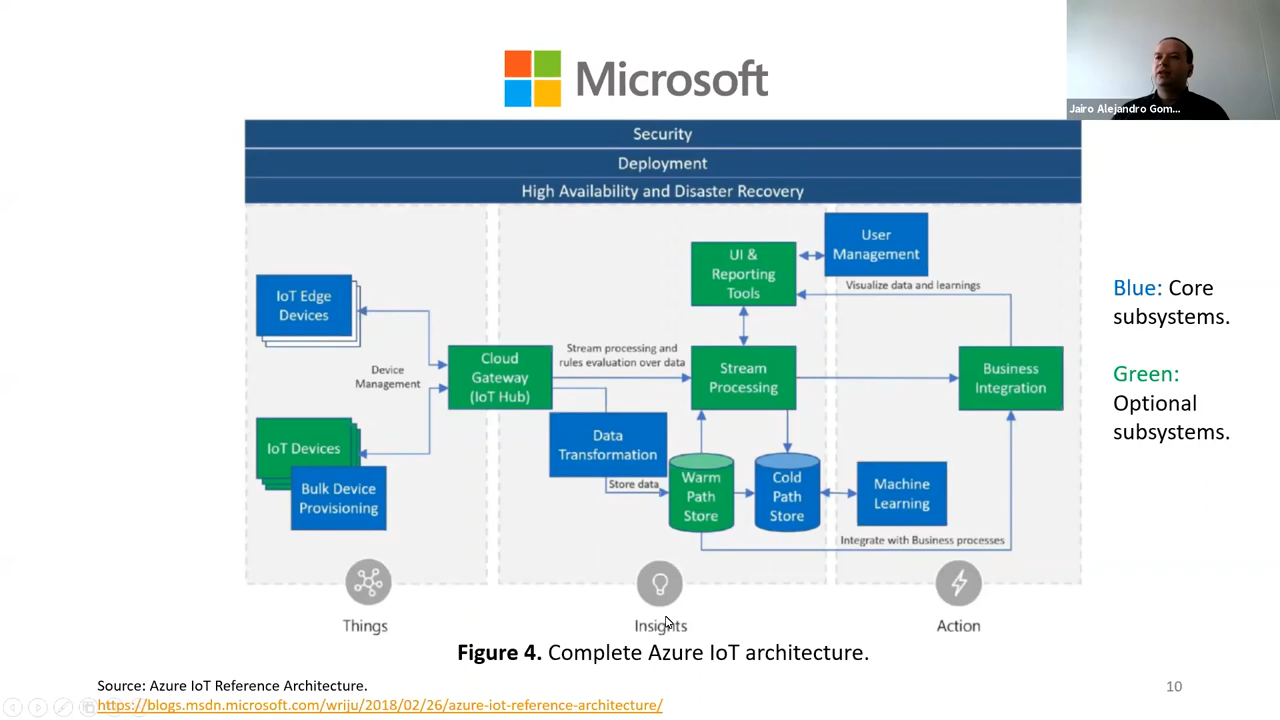 Microsoft
Jairo Alejandro Gom...
Security
Deployment
High Availability and Disaster Recovery
User
Management
UI &
Reporting
Tools
Visualize data and learnings
IoT Edge
Devices
Blue: Core
subsystems.
Device
Management
Cloud
Gateway
(IoT Hub)
Stream processing and
rules evaluation over data
Stream
Processing
Business
Integration
Green:
Optional
subsystems.
IoT Devices
Bulk Device
Provisioning
Data
Transformation
Store data
Warm
Path
Store
Cold
Path
Store
Machine
Learning
Integrate with Business processes
Things
Insights
Action
Figure 4. Complete Azure IoT architecture.
Source: Azure IoT Reference Architecture.
https://blogs.msdn.microsoft.com/wriju/2018/02/26/azure-iot-reference-architecture/
10